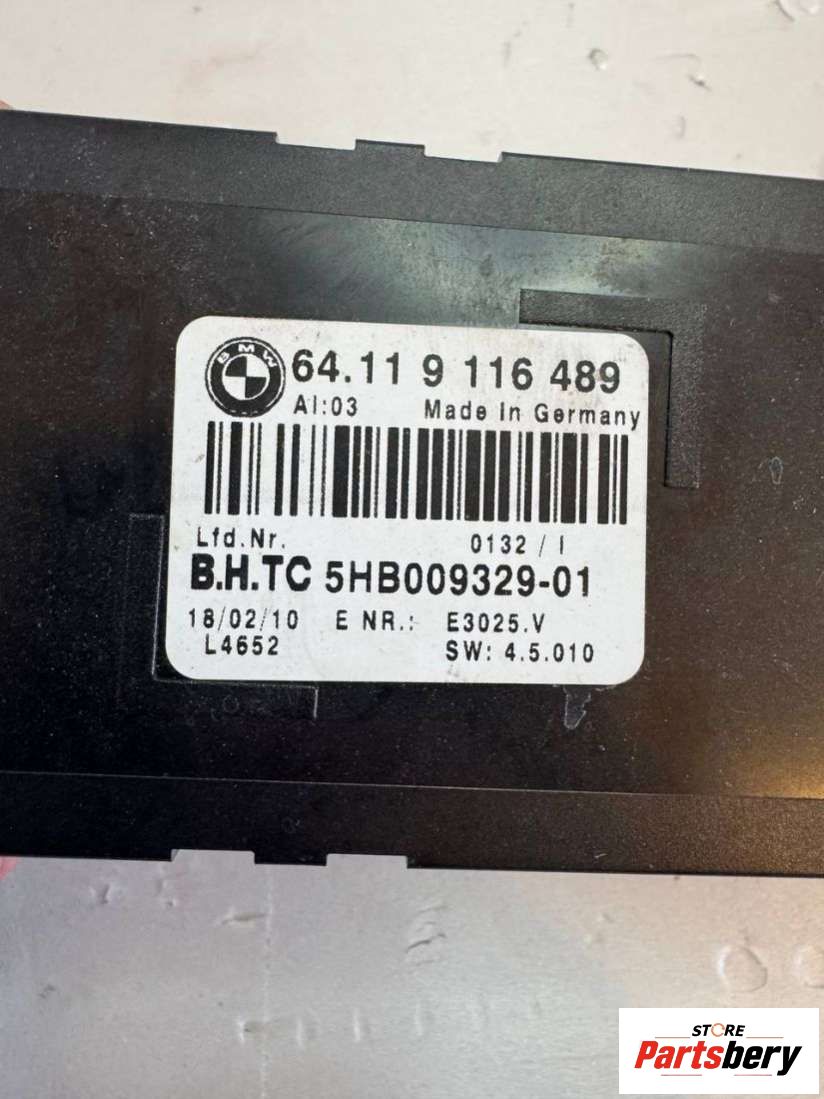 BMW
64.11 9 116 489
AI:03 Made In Germany
Lfd.Nr. 0132 / I
B.H.TC 5HB009329-01
18/02/10 E NR.: E3025.V
L4652 SW: 4.5.010
STORE
Partsbery